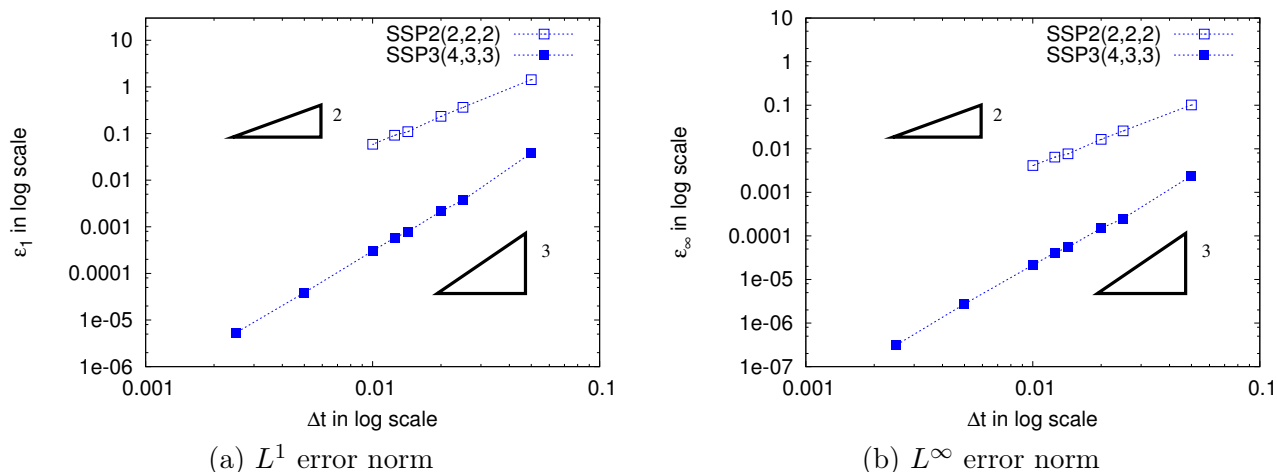 10
1
0.1
0.01
0.001
0.0001
1e-05
1e-06
0.001
0.01
0.1
ε1 in log scale
Δt in log scale
SSP2(2,2,2)
SSP3(4,3,3)
2
3
(a) L¹ error norm
10
1
0.1
0.01
0.001
0.0001
1e-05
1e-06
1e-07
0.001
0.01
0.1
ε∞ in log scale
Δt in log scale
SSP2(2,2,2)
SSP3(4,3,3)
2
3
(b) L∞ error norm